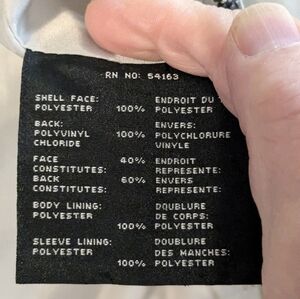 RN NO: 54163
SHELL FACE: ENDROIT DU
POLYESTER 100% POLYESTER
BACK: ENVERS:
POLYVINYL 100% POLYCHLORURE
CHLORIDE VINYLE
FACE 40% ENDROIT
CONSTITUTES: REPRESENTE:
BACK 60% ENVERS
CONSTITUTES: REPRESENTE:
BODY LINING: DOUBLURE
POLYESTER DE CORPS:
100% POLYESTER
SLEEVE LINING: DOUBLURE
POLYESTER DES MANCHES:
100% POLYESTER